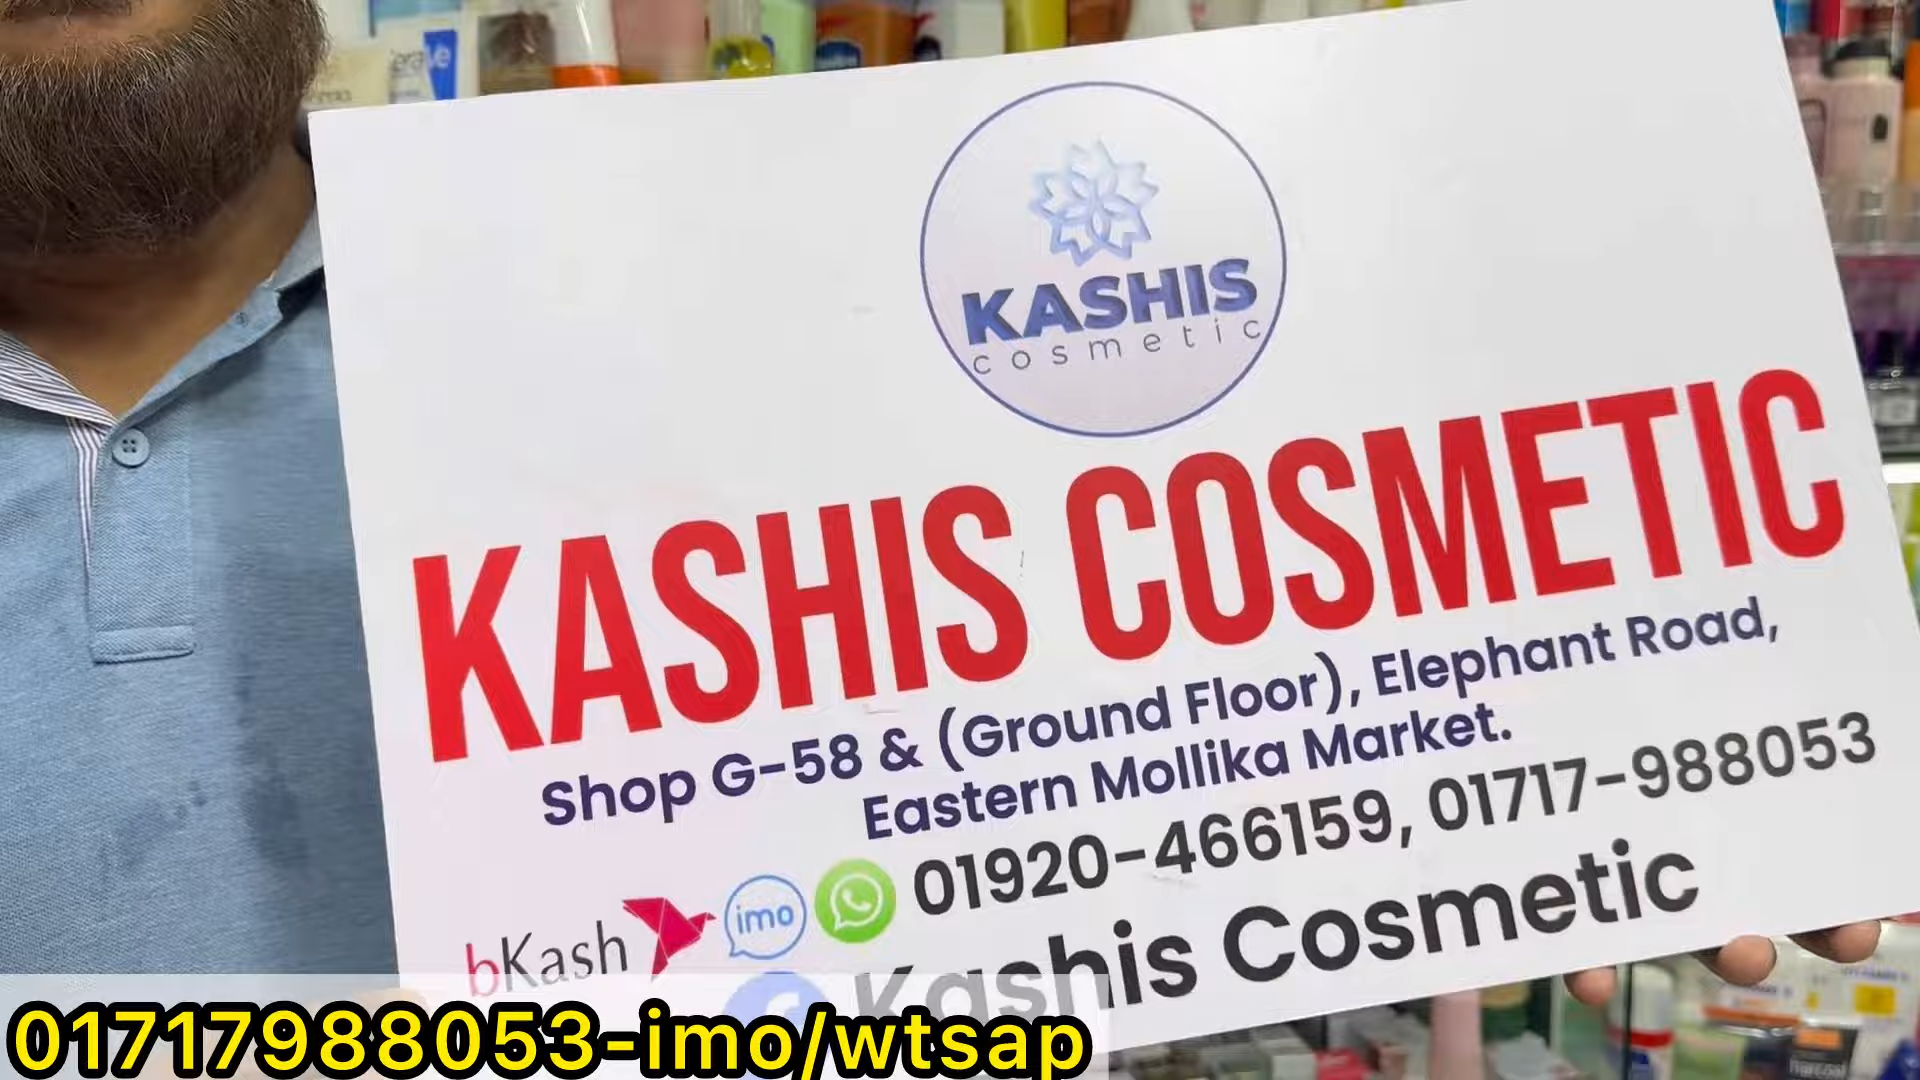 KASHIS
cosmetic
KASHIS COSMETIC
Shop G-58 & (Ground Floor), Elephant Road,
Eastern Mollika Market.
bKash imo 01920-466159, 01717-988053
Kashis Cosmetic
01717988053-imo/wtsap